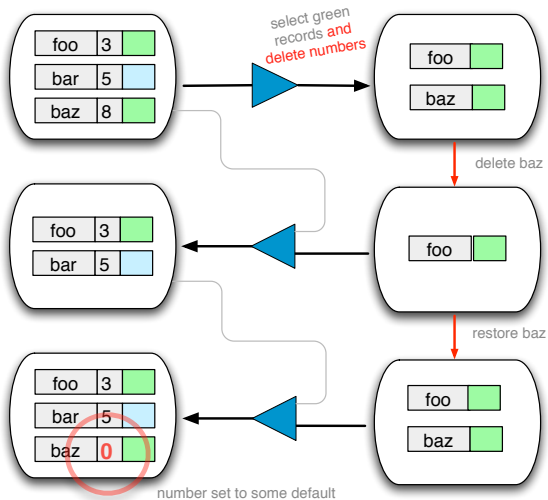 select green
records and
delete numbers
foo 3
bar 5
baz 8
foo
baz
delete baz
foo 3
bar 5
foo
restore baz
foo 3
bar 5
baz 0
foo
baz
number set to some default